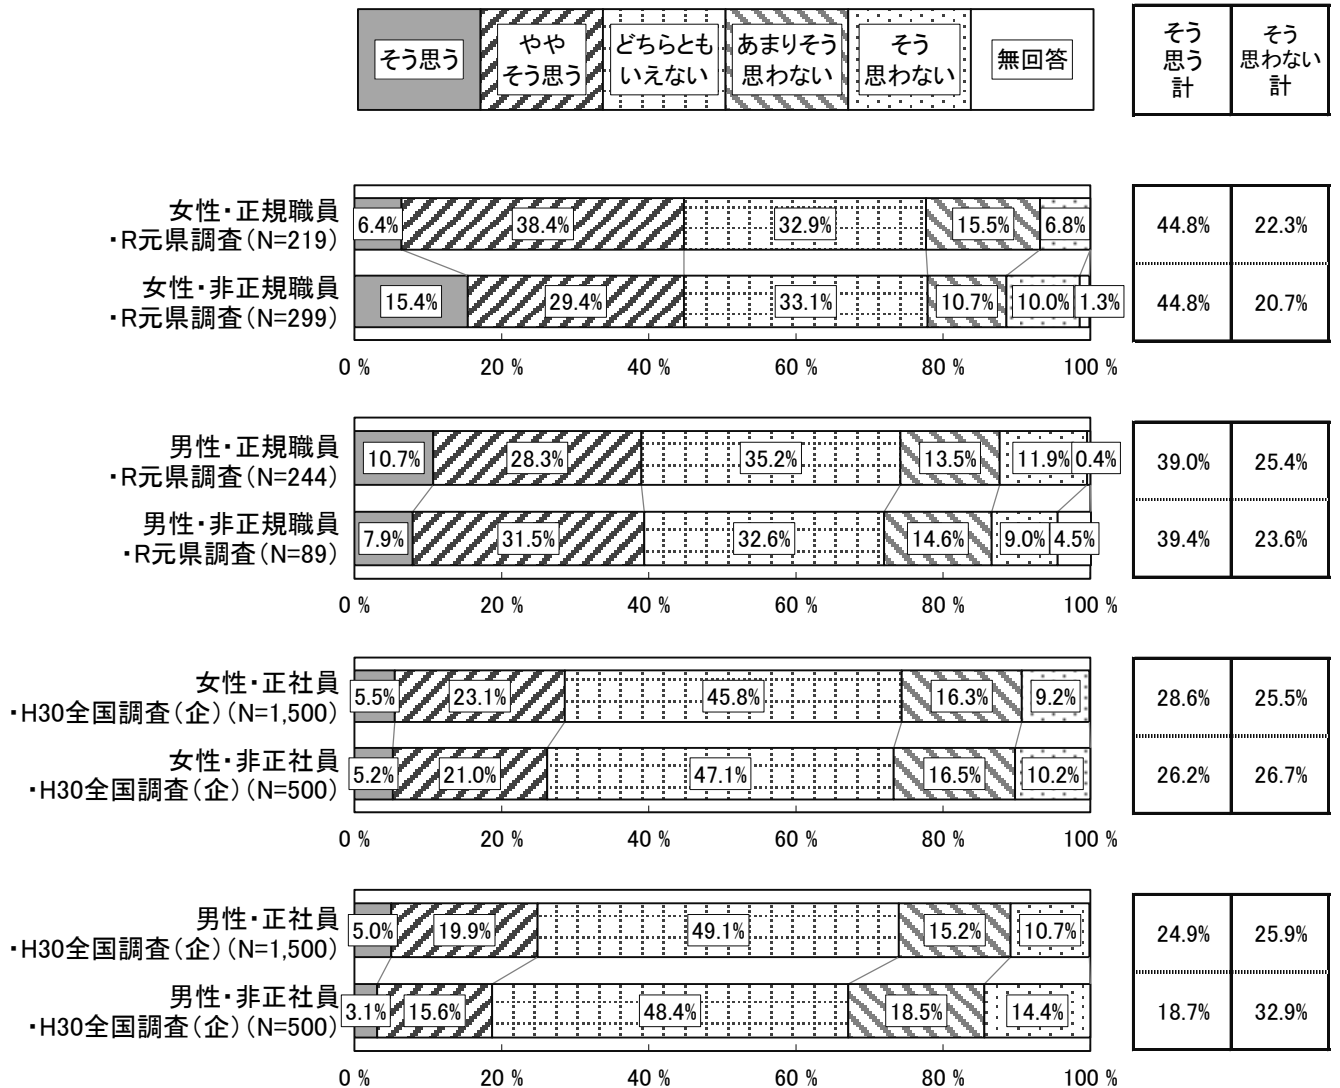 そう思う
やや
そう思う
どちらとも
いえない
あまりそう
思わない
そう
思わない
無回答
そう
思う
計
そう
思わない
計
女性・正規職員
・R元県調査(N=219)
6.4%
38.4%
32.9%
15.5%
6.8%
44.8%
22.3%
女性・非正規職員
・R元県調査(N=299)
15.4%
29.4%
33.1%
10.7%
10.0%
1.3%
44.8%
20.7%
0 %
20 %
40 %
60 %
80 %
100 %
男性・正規職員
・R元県調査(N=244)
10.7%
28.3%
35.2%
13.5%
11.9%
0.4%
39.0%
25.4%
男性・非正規職員
・R元県調査(N=89)
7.9%
31.5%
32.6%
14.6%
9.0%
4.5%
39.4%
23.6%
0 %
20 %
40 %
60 %
80 %
100 %
女性・正社員
・H30全国調査(企)(N=1,500)
5.5%
23.1%
45.8%
16.3%
9.2%
28.6%
25.5%
女性・非正社員
・H30全国調査(企)(N=500)
5.2%
21.0%
47.1%
16.5%
10.2%
26.2%
26.7%
0 %
20 %
40 %
60 %
80 %
100 %
男性・正社員
・H30全国調査(企)(N=1,500)
5.0%
19.9%
49.1%
15.2%
10.7%
24.9%
25.9%
男性・非正社員
・H30全国調査(企)(N=500)
3.1%
15.6%
48.4%
18.5%
14.4%
18.7%
32.9%
0 %
20 %
40 %
60 %
80 %
100 %